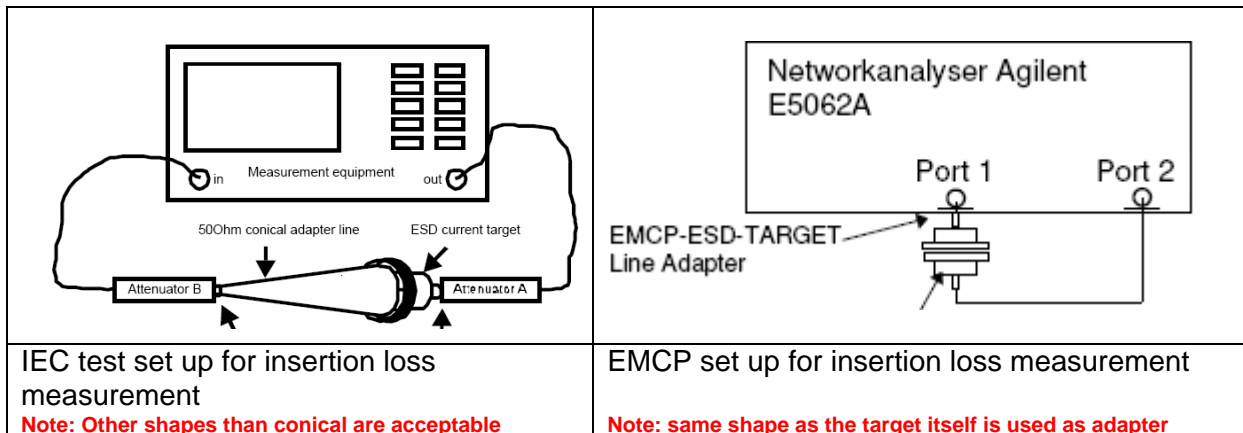 Measurement equipment
in
out
50Ohm conical adapter line
ESD current target
Attenuator B
Attenuator A
IEC test set up for insertion loss
measurement
Note: Other shapes than conical are acceptable
Networkanalyser Agilent
E5062A
Port 1
Port 2
EMCP-ESD-TARGET
Line Adapter
EMCP set up for insertion loss measurement
Note: same shape as the target itself is used as adapter